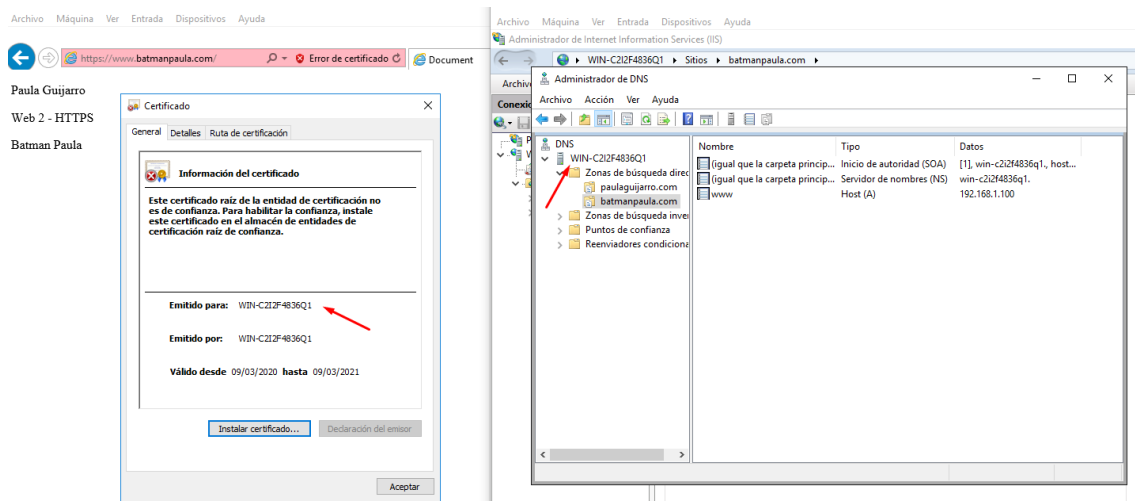 Archivo Máquina Ver Entrada Dispositivos Ayuda
https://www.batmanpaula.com/ Error de certificado Document
Paula Guijarro
Web 2 - HTTPS
Batman Paula
Certificado
General Detalles Ruta de certificación
Información del certificado
Este certificado raíz de la entidad de certificación no
es de confianza. Para habilitar la confianza, instale
este certificado en el almacén de entidades de
certificación raíz de confianza.
Emitido para: WIN-C2I2F4836Q1
Emitido por: WIN-C2I2F4836Q1
Válido desde 09/03/2020 hasta 09/03/2021
Instalar certificado... Declaración del emisor
Aceptar
Archivo Máquina Ver Entrada Dispositivos Ayuda
Administrador de Internet Information Services (IIS)
WIN-C2I2F4836Q1 Sitios batmanpaula.com
Archiv
Conexic
Administrador de DNS
Archivo Acción Ver Ayuda
DNS
WIN-C2I2F4836Q1
Zonas de búsqueda direc
paulaguijarro.com
batmanpaula.com
Zonas de búsqueda inve
Puntos de confianza
Reenviadores condiciona
Nombre Tipo Datos
(igual que la carpeta princip... Inicio de autoridad (SOA) [1], win-c2i2f4836q1., host...
(igual que la carpeta princip... Servidor de nombres (NS) win-c2i2f4836q1.
www Host (A) 192.168.1.100